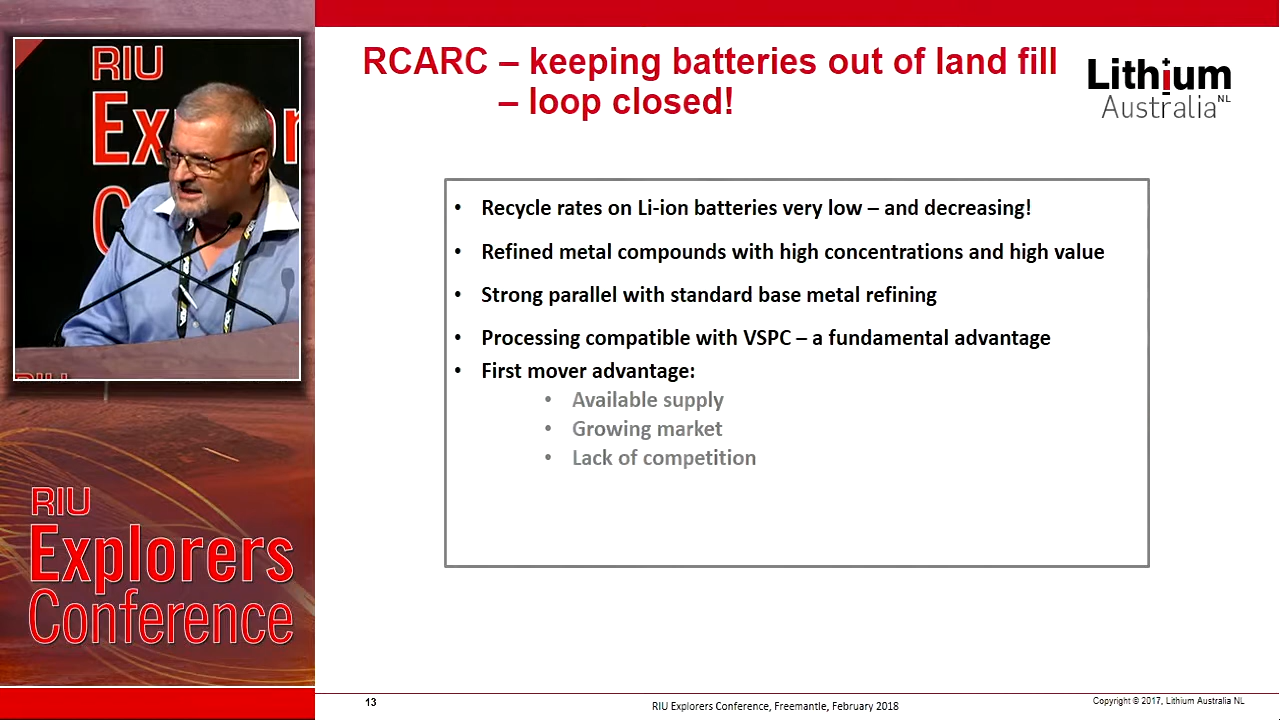 RIU
RIU
Explorers
Conference
RCARC – keeping batteries out of land fill
– loop closed!
Lithium
Australia NL
• Recycle rates on Li-ion batteries very low – and decreasing!
• Refined metal compounds with high concentrations and high value
• Strong parallel with standard base metal refining
• Processing compatible with VSPC – a fundamental advantage
• First mover advantage:
• Available supply
• Growing market
• Lack of competition
13
RIU Explorers Conference, Freemantle, February 2018
Copyright © 2017, Lithium Australia NL